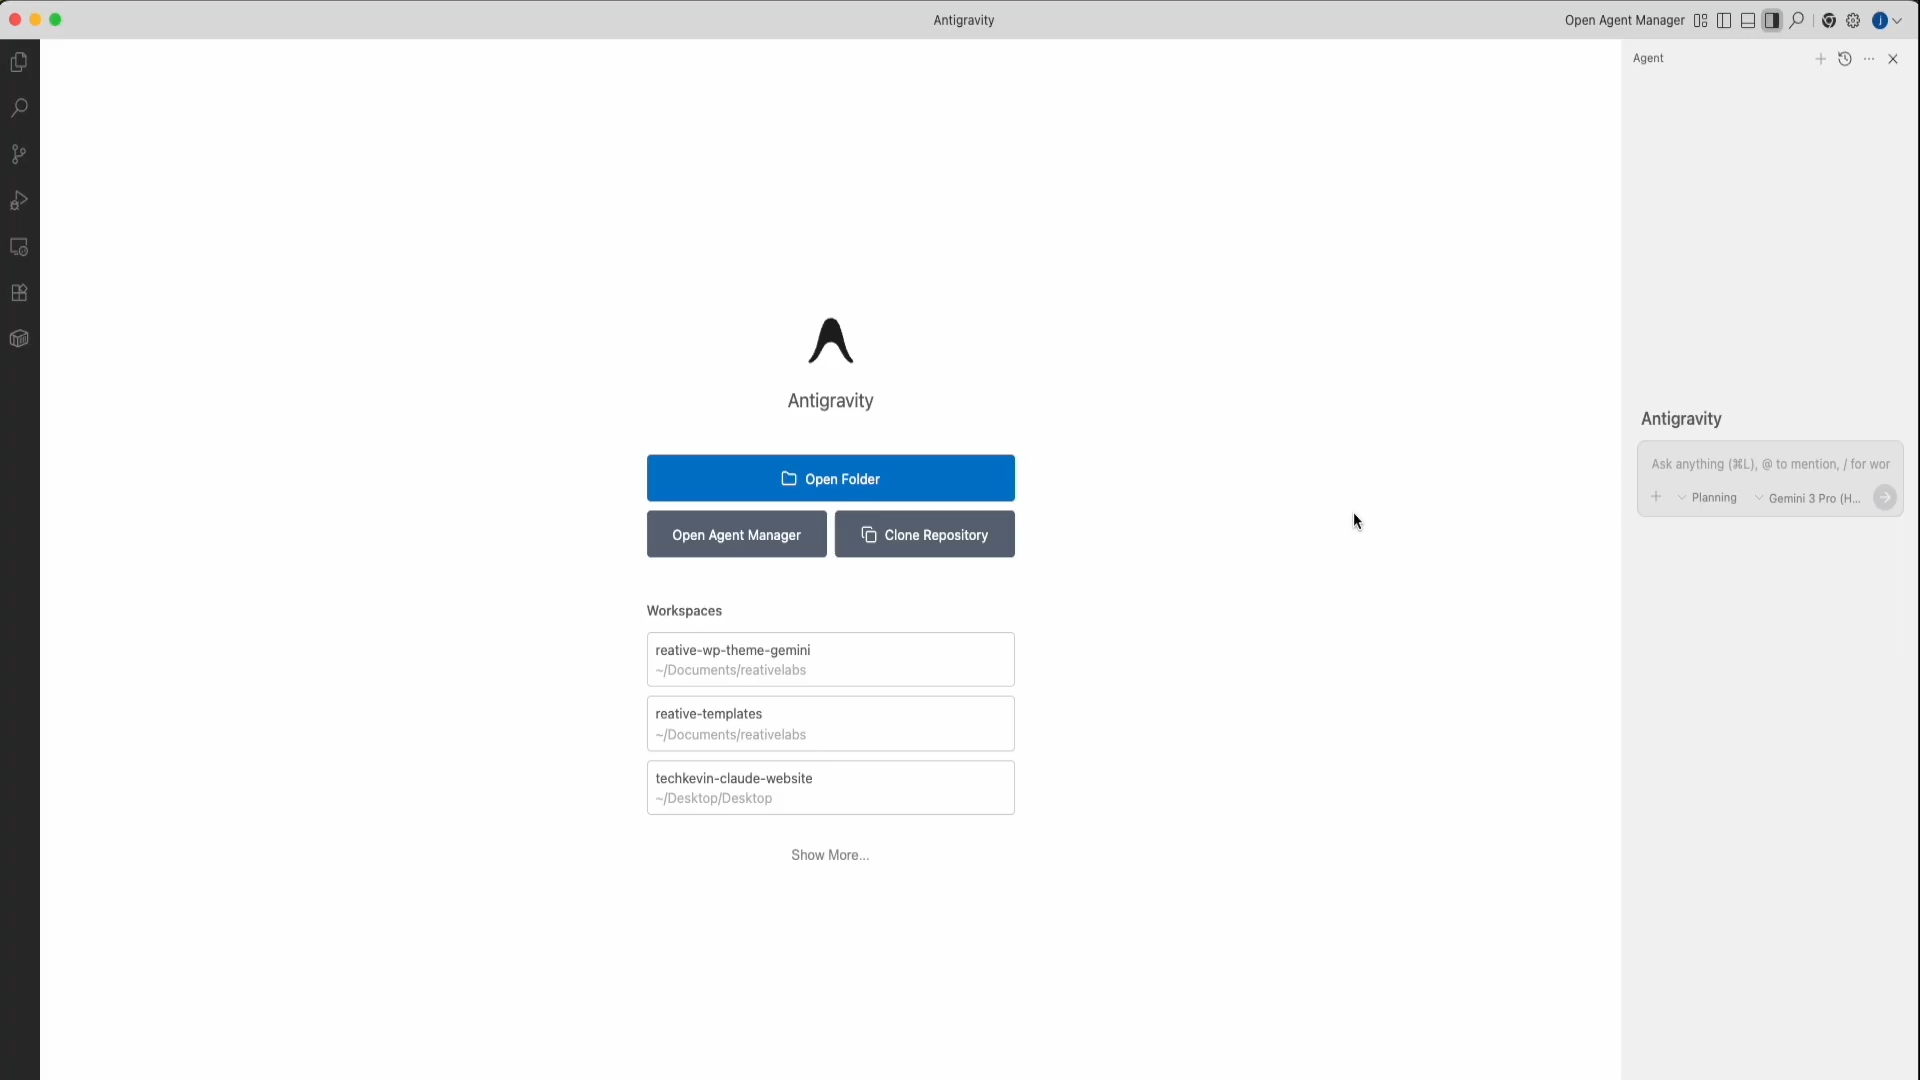 Antigravity
Open Agent Manager
Agent
Antigravity
Open Folder
Open Agent Manager
Clone Repository
Workspaces
reative-wp-theme-gemini
~/Documents/reativelabs
reative-templates
~/Documents/reativelabs
techkevin-claude-website
~/Desktop/Desktop
Show More...
Antigravity
Ask anything (⌘L), @ to mention, / for wor
Planning
Gemini 3 Pro (H...